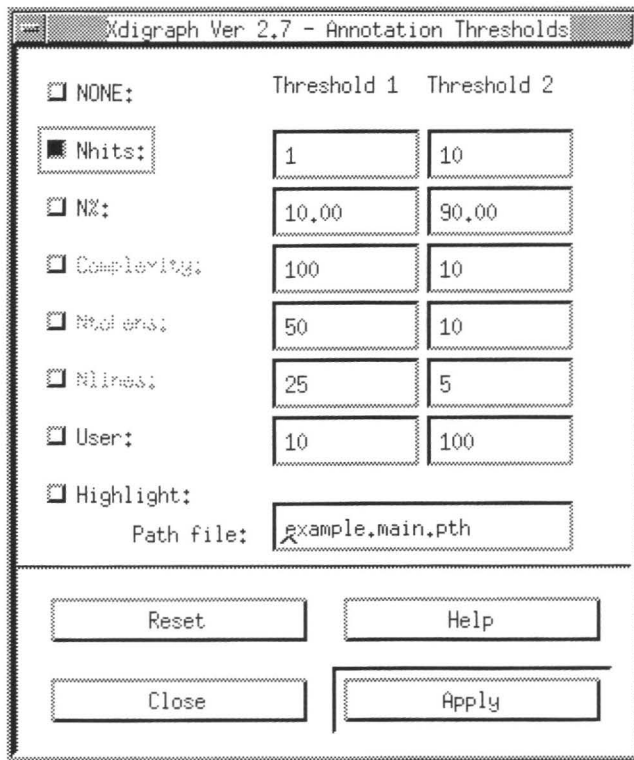 Xdigraph Ver 2.7 - Annotation Thresholds
NONE: Threshold 1 Threshold 2
Nhits: 1 10
N%: 10.00 90.00
Complexity: 100 10
Ntokens: 50 10
Nlines: 25 5
User: 10 100
Highlight:
Path file: example.main.pth
Reset Help
Close Apply